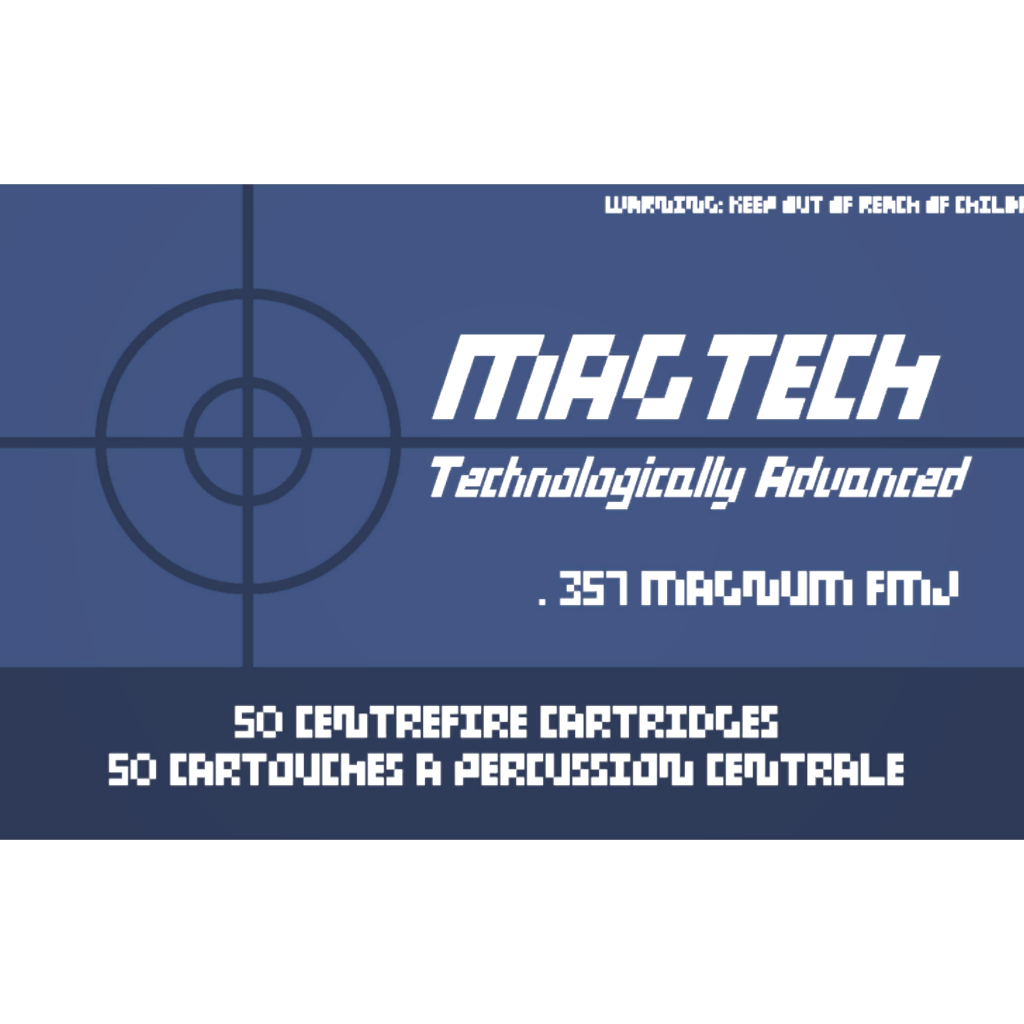 WARNING: KEEP OUT OF REACH OF CHILD
MAGTECH
Technologically Advanced
. 357 MAGNUM FMJ
50 CENTREFIRE CARTRIDGES
50 CARTOUCHES A PERCUSSION CENTRALE